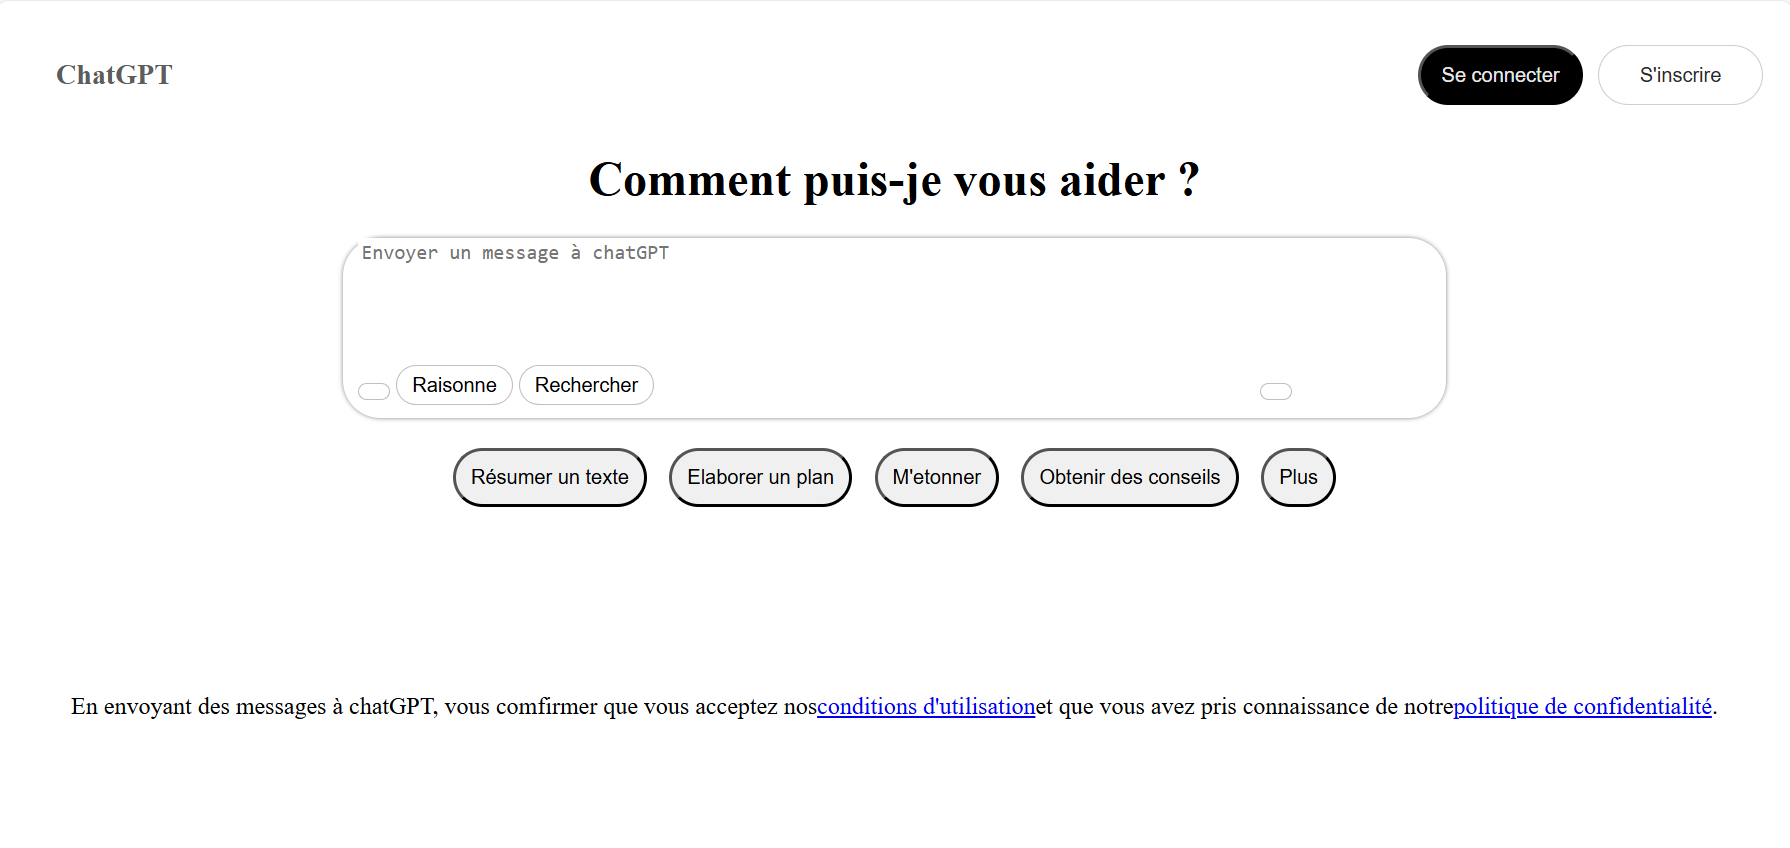 ChatGPT
Se connecter
S'inscrire
Comment puis-je vous aider ?
Envoyer un message à chatGPT
Raisonne
Rechercher
Résumer un texte
Elaborer un plan
M'etonner
Obtenir des conseils
Plus
En envoyant des messages à chatGPT, vous comfirmer que vous acceptez nosconditions d'utilisationet que vous avez pris connaissance de notrepolitique de confidentialité.